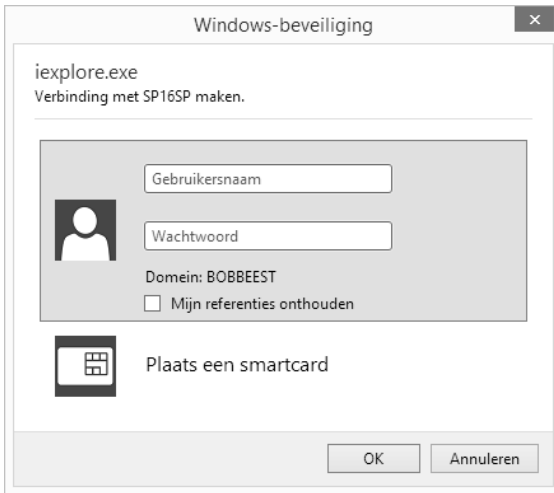 Windows-beveiliging
iexplore.exe
Verbinding met SP16SP maken.
Gebruikersnaam
Wachtwoord
Domein: BOBBEEST
Mijn referenties onthouden
Plaats een smartcard
OK
Annuleren